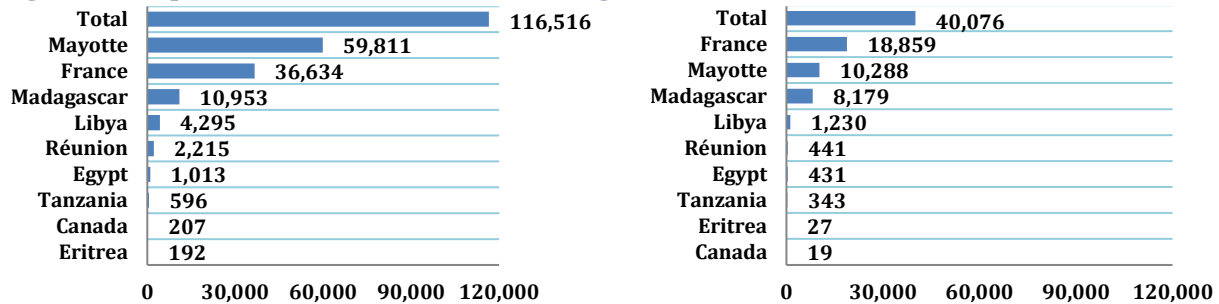 Total 116,516
Mayotte 59,811
France 36,634
Madagascar 10,953
Libya 4,295
Réunion 2,215
Egypt 1,013
Tanzania 596
Canada 207
Eritrea 192
0 30,000 60,000 90,000 120,000
Total 40,076
France 18,859
Mayotte 10,288
Madagascar 8,179
Libya 1,230
Réunion 441
Egypt 431
Tanzania 343
Eritrea 27
Canada 19
0 30,000 60,000 90,000 120,000